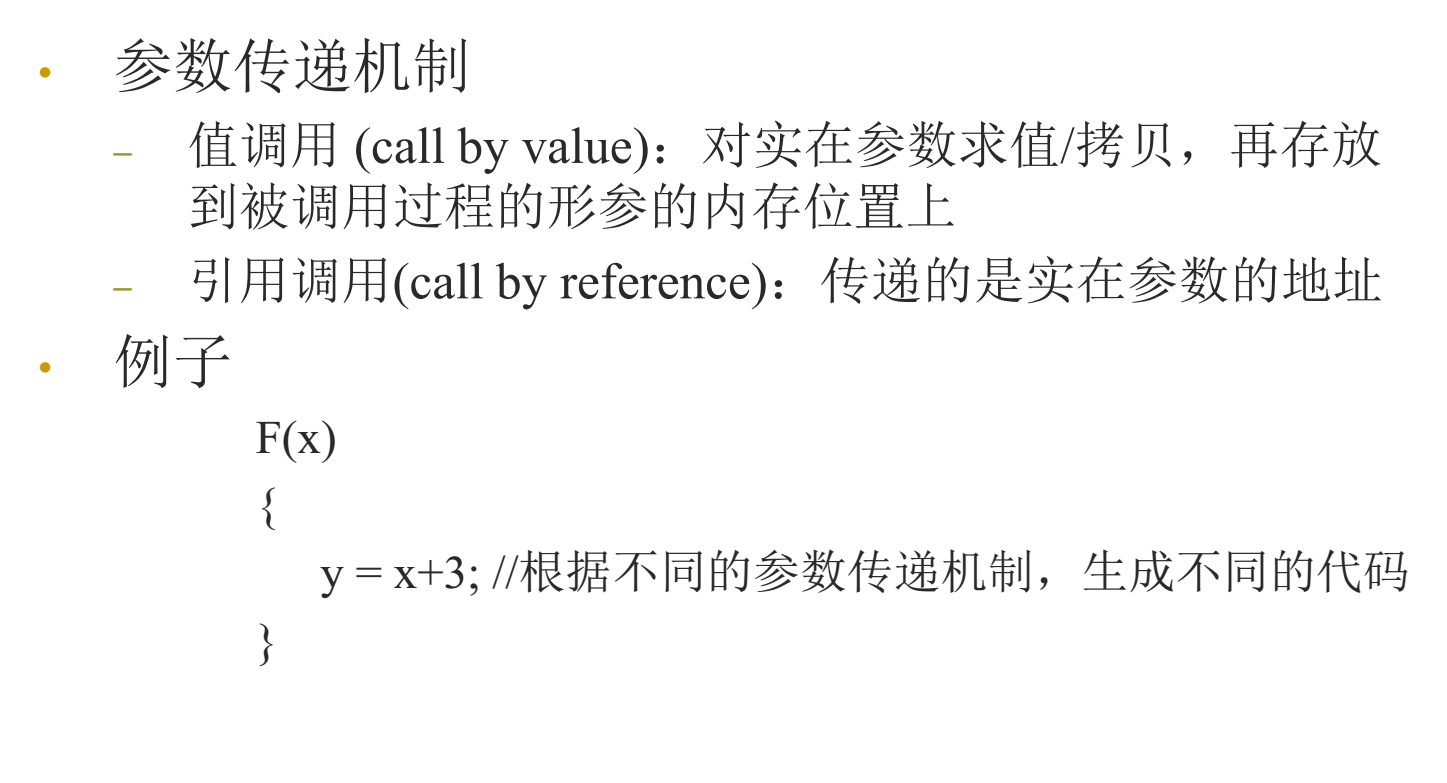 • 参数传递机制
– 值调用 (call by value)：对实在参数求值/拷贝，再存放
到被调用过程的形参的内存位置上
– 引用调用(call by reference)：传递的是实在参数的地址
• 例子
F(x)
{
y = x+3; //根据不同的参数传递机制，生成不同的代码
}